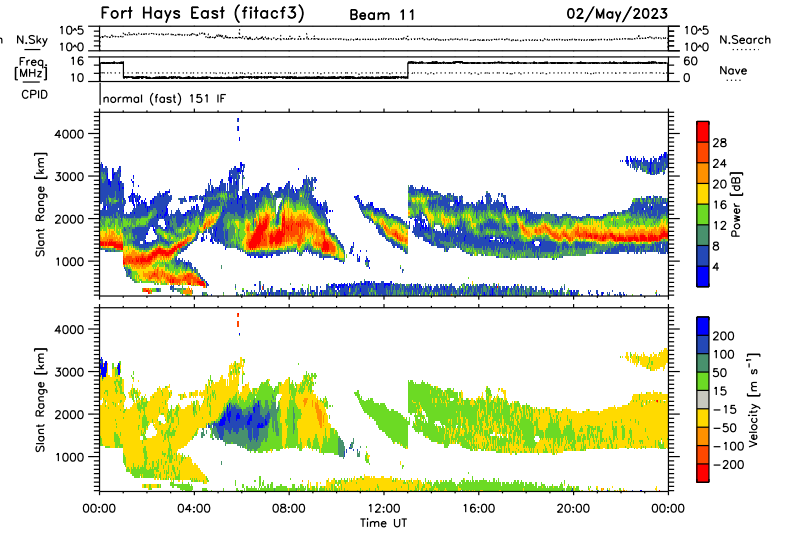 Fort Hays East (fitacf3) Beam 11 02/May/2023
N.Sky 10^5 10^5 N.Search
10^0 10^0
Freq. [MHz] 16 60 Nave
10 0
CPID normal (fast) 151 IF
4000
3000
2000
1000
Slant Range [km]
28
24
20
16
12
8
4
Power [dB]
4000
3000
2000
1000
Slant Range [km]
200
100
50
15
-15
-50
-100
-200
Velocity [m s⁻¹]
00:00 04:00 08:00 12:00 16:00 20:00 00:00
Time UT